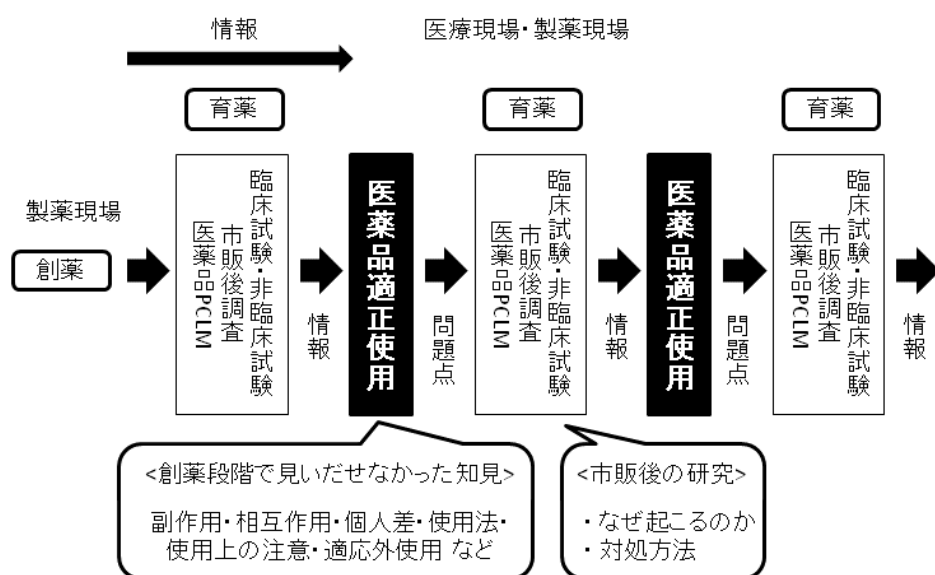 情報
医療現場・製薬現場
育薬
育薬
育薬
製薬現場
創薬
臨床試験・非臨床試験
市販後調査
医薬品PCLM
情報
医薬品適正使用
問題点
臨床試験・非臨床試験
市販後調査
医薬品PCLM
情報
医薬品適正使用
問題点
臨床試験・非臨床試験
市販後調査
医薬品PCLM
情報
<創薬段階で見いだせなかった知見>
副作用・相互作用・個人差・使用法・
使用上の注意・適応外使用 など
<市販後の研究>
・なぜ起こるのか
・対処方法